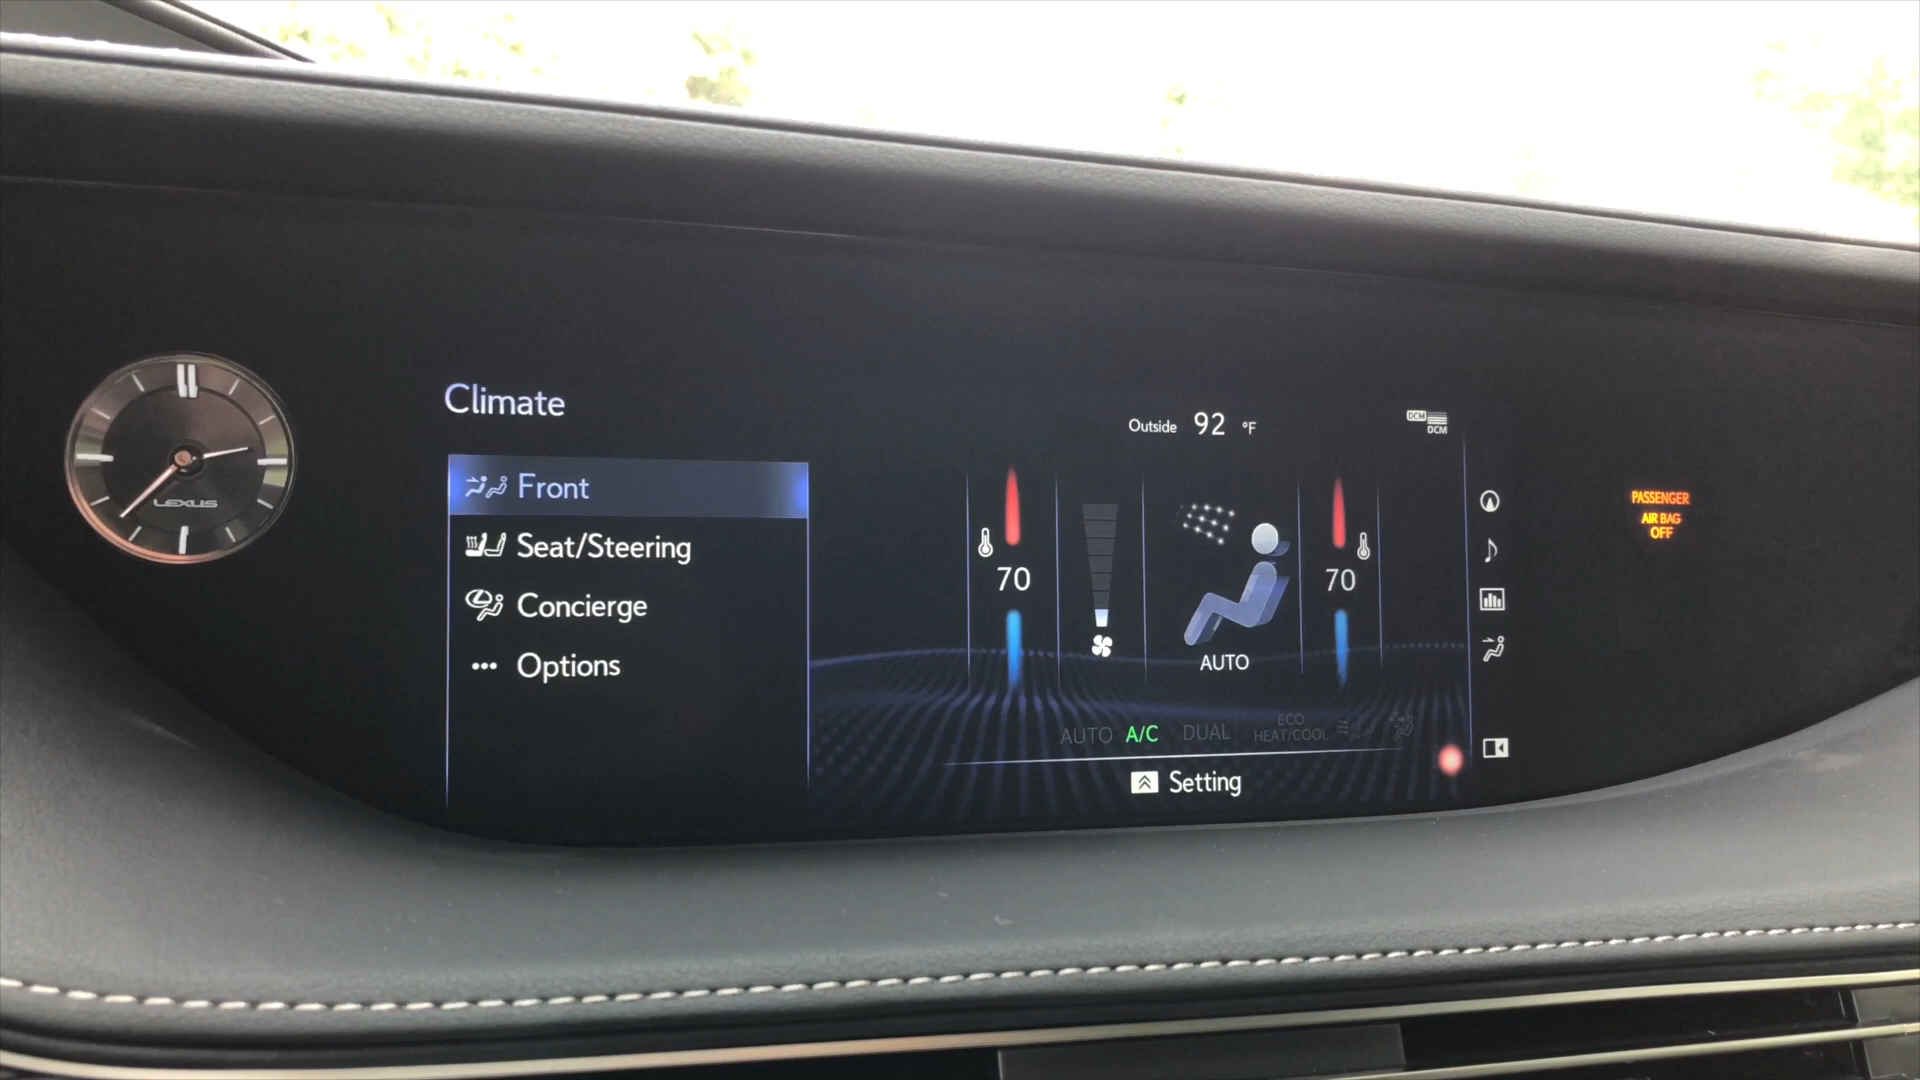 LEXUS
Climate
Front
Seat/Steering
Concierge
Options
Outside 92 °F
DCM
DCM
70
70
AUTO
AUTO A/C DUAL ECO HEAT/COOL
Setting
PASSENGER
AIR BAG
OFF